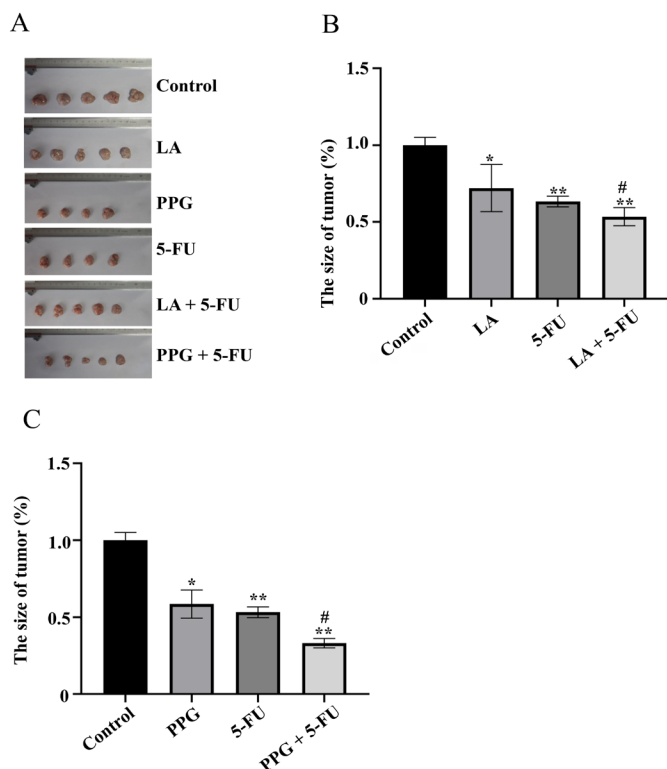 A
Control
LA
PPG
5-FU
LA + 5-FU
PPG + 5-FU
B
The size of tumor (%)
1.5
1.0
0.5
0
*
**
#
**
Control
LA
5-FU
LA + 5-FU
C
The size of tumor (%)
1.5
1.0
0.5
0
*
**
#
**
Control
PPG
5-FU
PPG + 5-FU